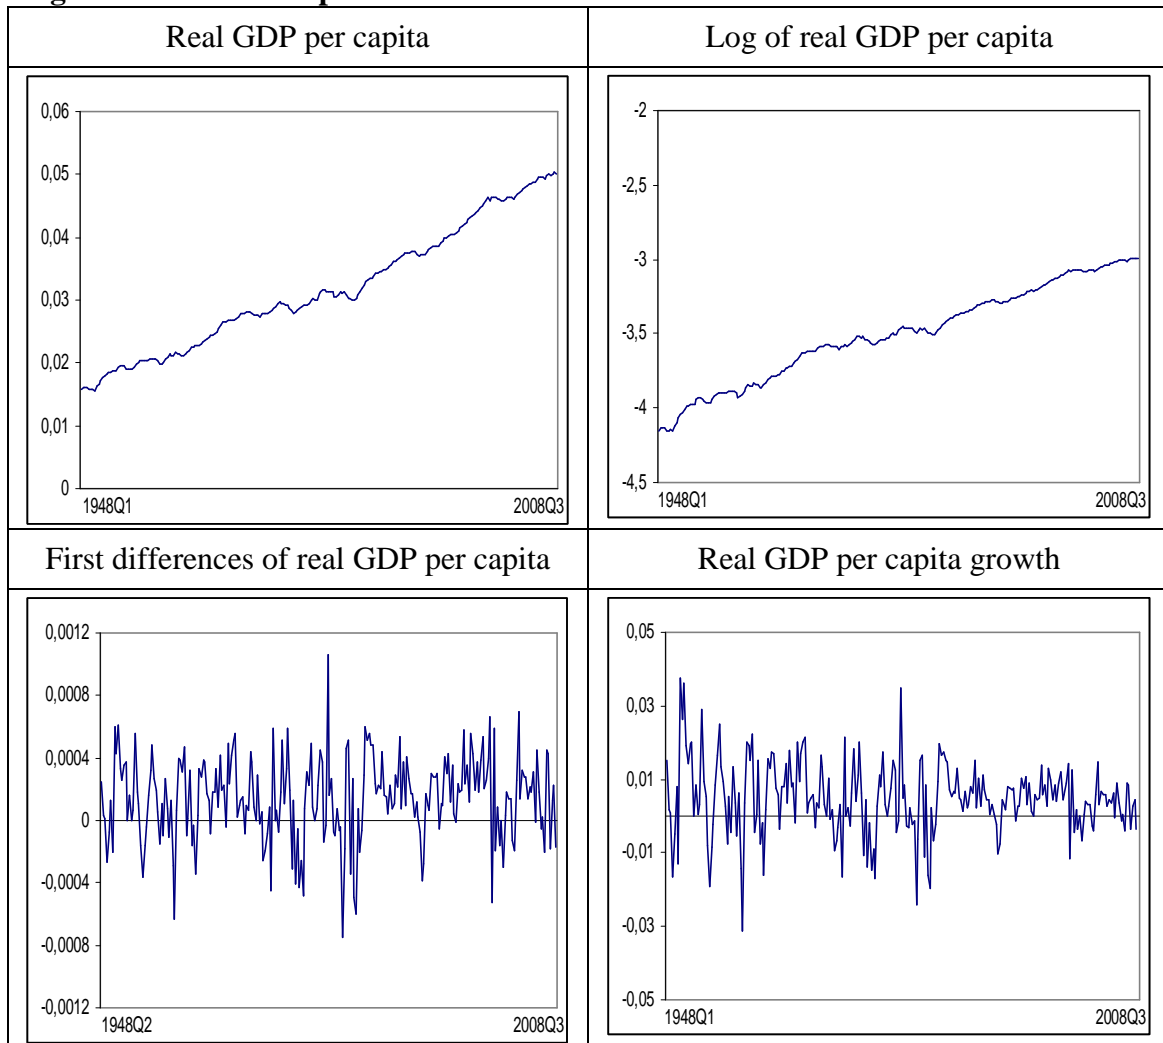 Real GDP per capita
Log of real GDP per capita
0,06
0,05
0,04
0,03
0,02
0,01
0
1948Q1
2008Q3
-2
-2,5
-3
-3,5
-4
-4,5
1948Q1
2008Q3
First differences of real GDP per capita
Real GDP per capita growth
0,0012
0,0008
0,0004
0
-0,0004
-0,0008
-0,0012
1948Q2
2008Q3
0,05
0,03
0,01
-0,01
-0,03
-0,05
1948Q1
2008Q3